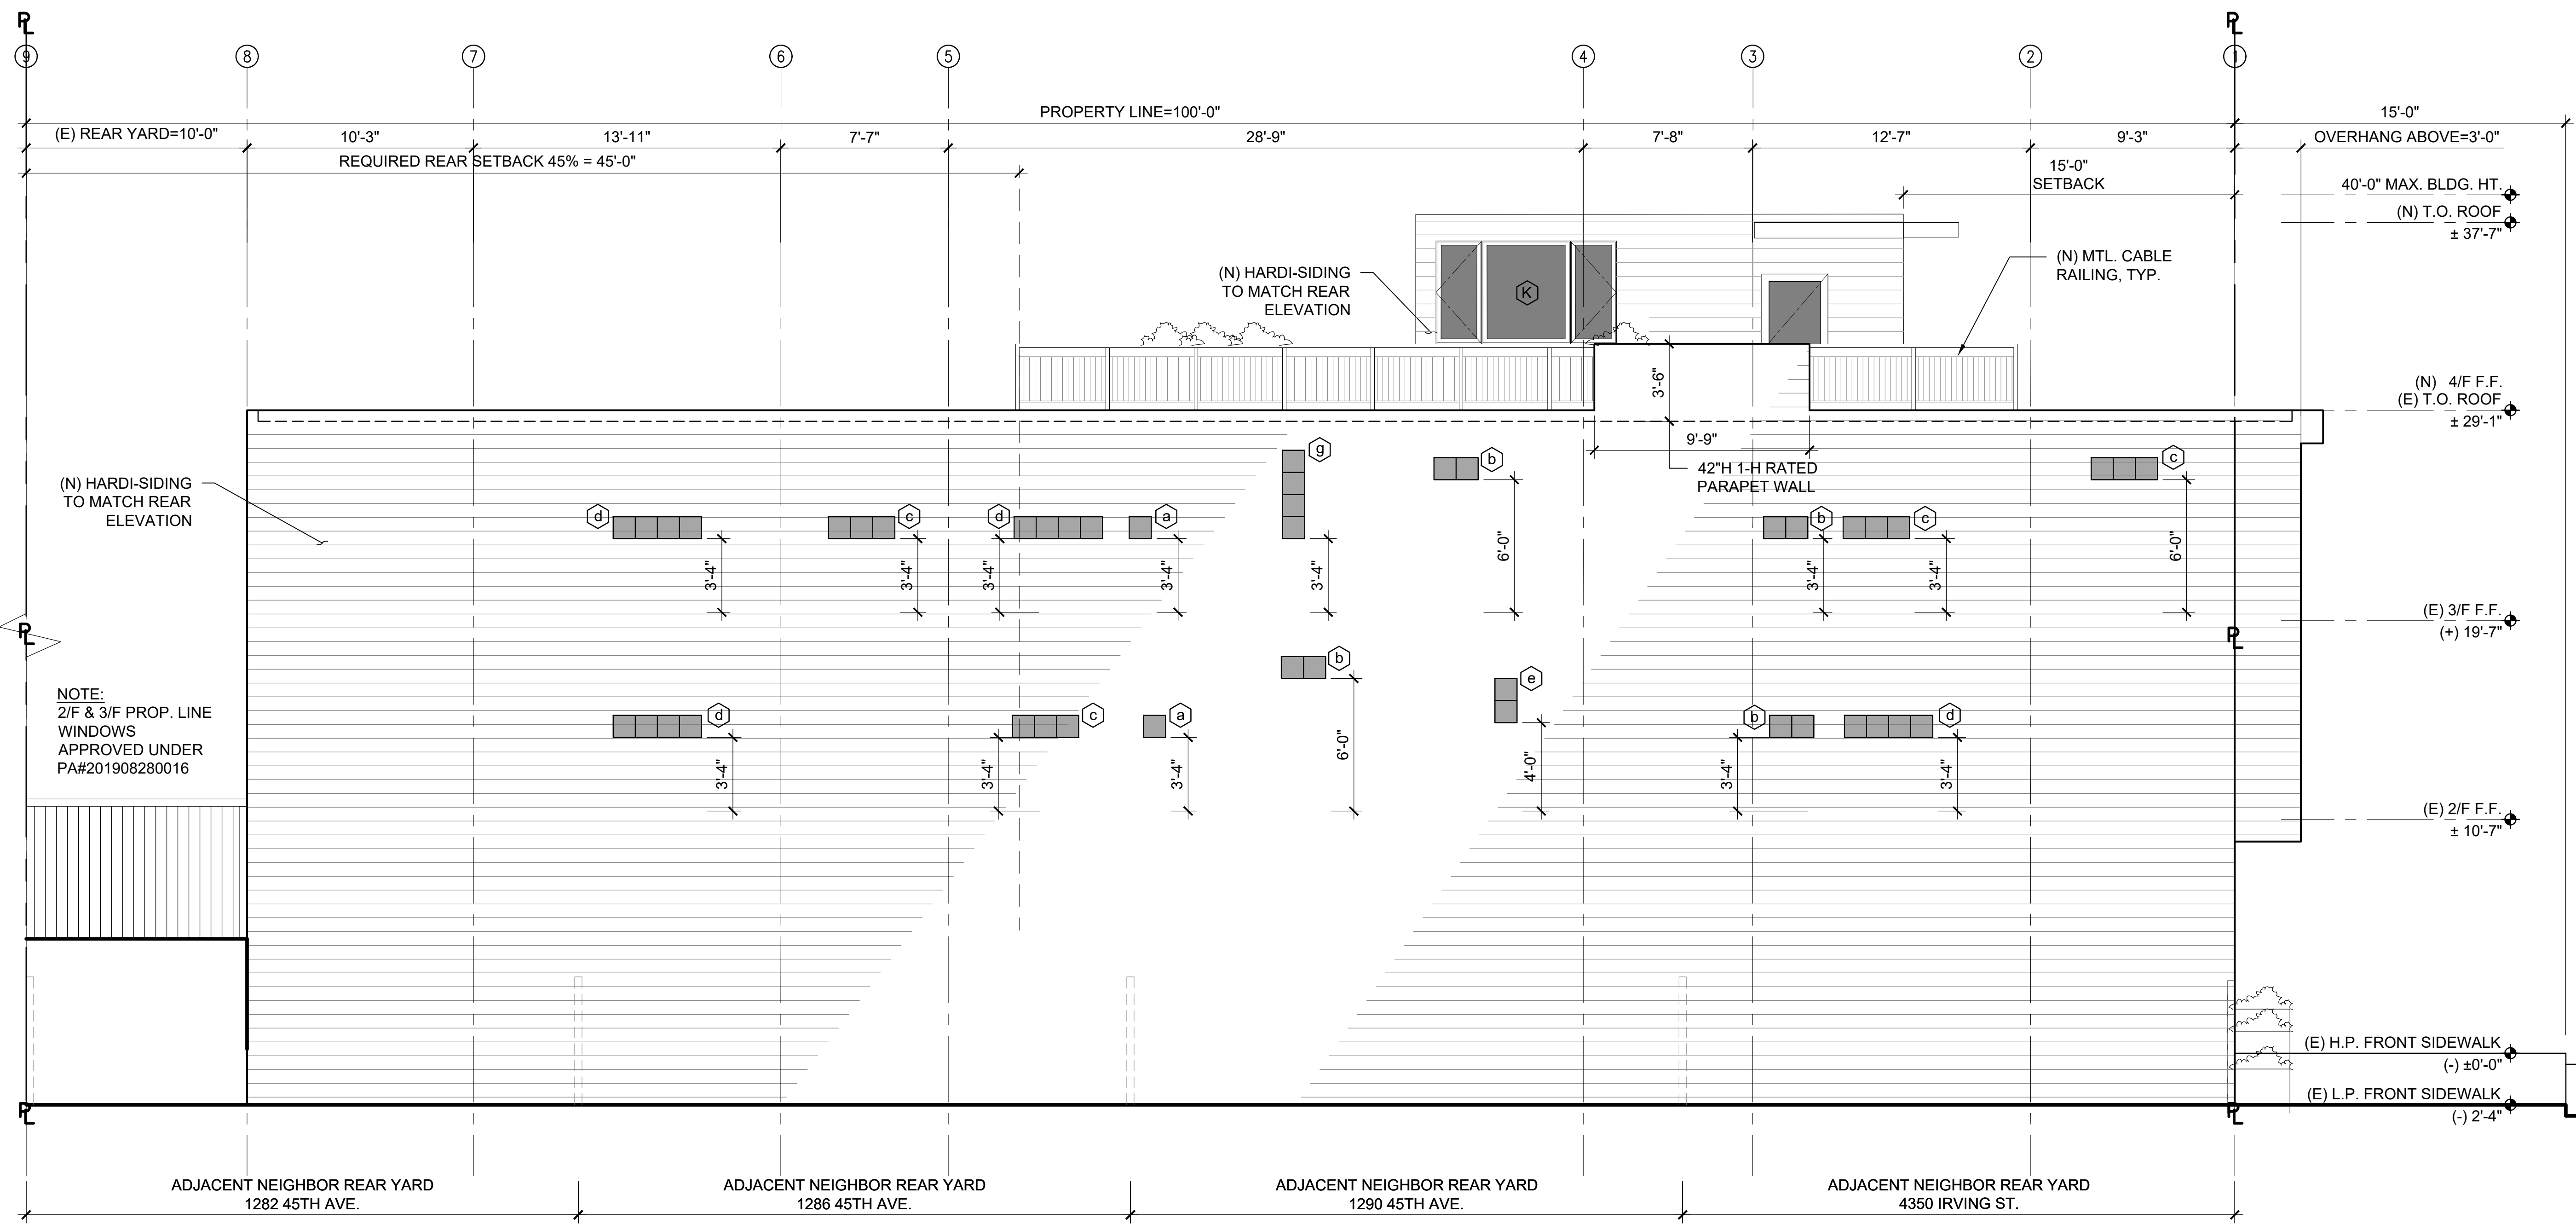 PL
PL
9
8
7
6
5
4
3
2
1
PROPERTY LINE=100'-0"
15'-0"
(E) REAR YARD=10'-0"
10'-3"
13'-11"
7'-7"
28'-9"
7'-8"
12'-7"
9'-3"
OVERHANG ABOVE=3'-0"
REQUIRED REAR SETBACK 45% = 45'-0"
15'-0"
SETBACK
40'-0" MAX. BLDG. HT.
(N) T.O. ROOF
± 37'-7"
(N) HARDI-SIDING
TO MATCH REAR
ELEVATION
K
(N) MTL. CABLE
RAILING, TYP.
3'-6"
(N) 4/F F.F.
(E) T.O. ROOF
± 29'-1"
9'-9"
42"H 1-H RATED
PARAPET WALL
(N) HARDI-SIDING
TO MATCH REAR
ELEVATION
g
b
c
d
c
d
a
b
c
3'-4"
3'-4"
3'-4"
3'-4"
3'-4"
6'-0"
3'-4"
3'-4"
6'-0"
(E) 3/F F.F.
(+) 19'-7"
PL
PL
NOTE:
2/F & 3/F PROP. LINE
WINDOWS
APPROVED UNDER
PA#201908280016
b
e
d
c
a
b
d
3'-4"
3'-4"
3'-4"
6'-0"
4'-0"
3'-4"
3'-4"
(E) 2/F F.F.
± 10'-7"
(E) H.P. FRONT SIDEWALK
(-) ±0'-0"
(E) L.P. FRONT SIDEWALK
(-) 2'-4"
PL
PL
ADJACENT NEIGHBOR REAR YARD
1282 45TH AVE.
ADJACENT NEIGHBOR REAR YARD
1286 45TH AVE.
ADJACENT NEIGHBOR REAR YARD
1290 45TH AVE.
ADJACENT NEIGHBOR REAR YARD
4350 IRVING ST.